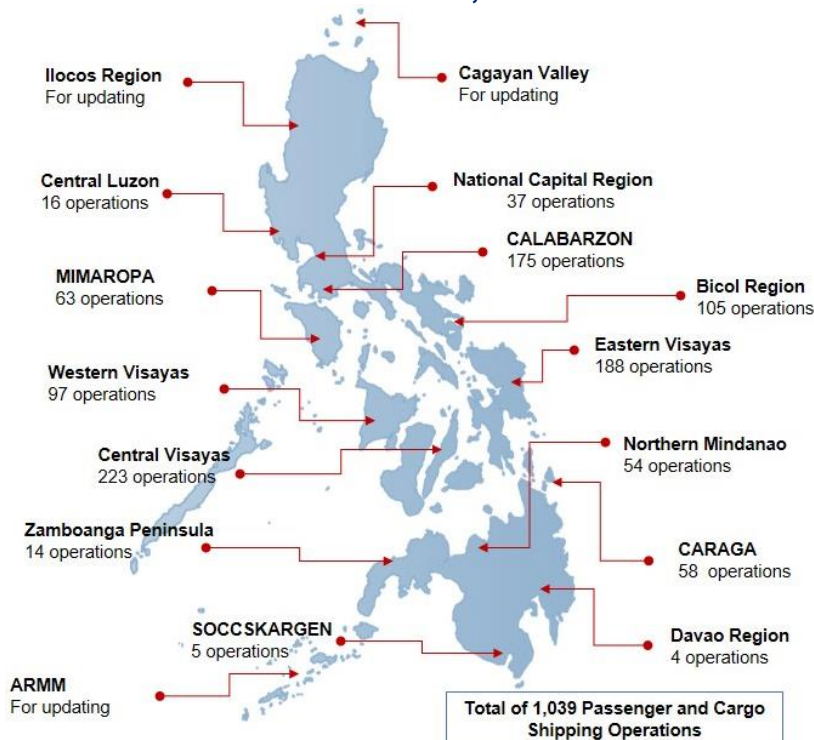 Ilocos Region
For updating
Cagayan Valley
For updating
Central Luzon
16 operations
National Capital Region
37 operations
CALABARZON
175 operations
MIMAROPA
63 operations
Bicol Region
105 operations
Eastern Visayas
188 operations
Western Visayas
97 operations
Northern Mindanao
54 operations
Central Visayas
223 operations
Zamboanga Peninsula
14 operations
CARAGA
58 operations
SOCCSKARGEN
5 operations
Davao Region
4 operations
ARMM
For updating
Total of 1,039 Passenger and Cargo
Shipping Operations